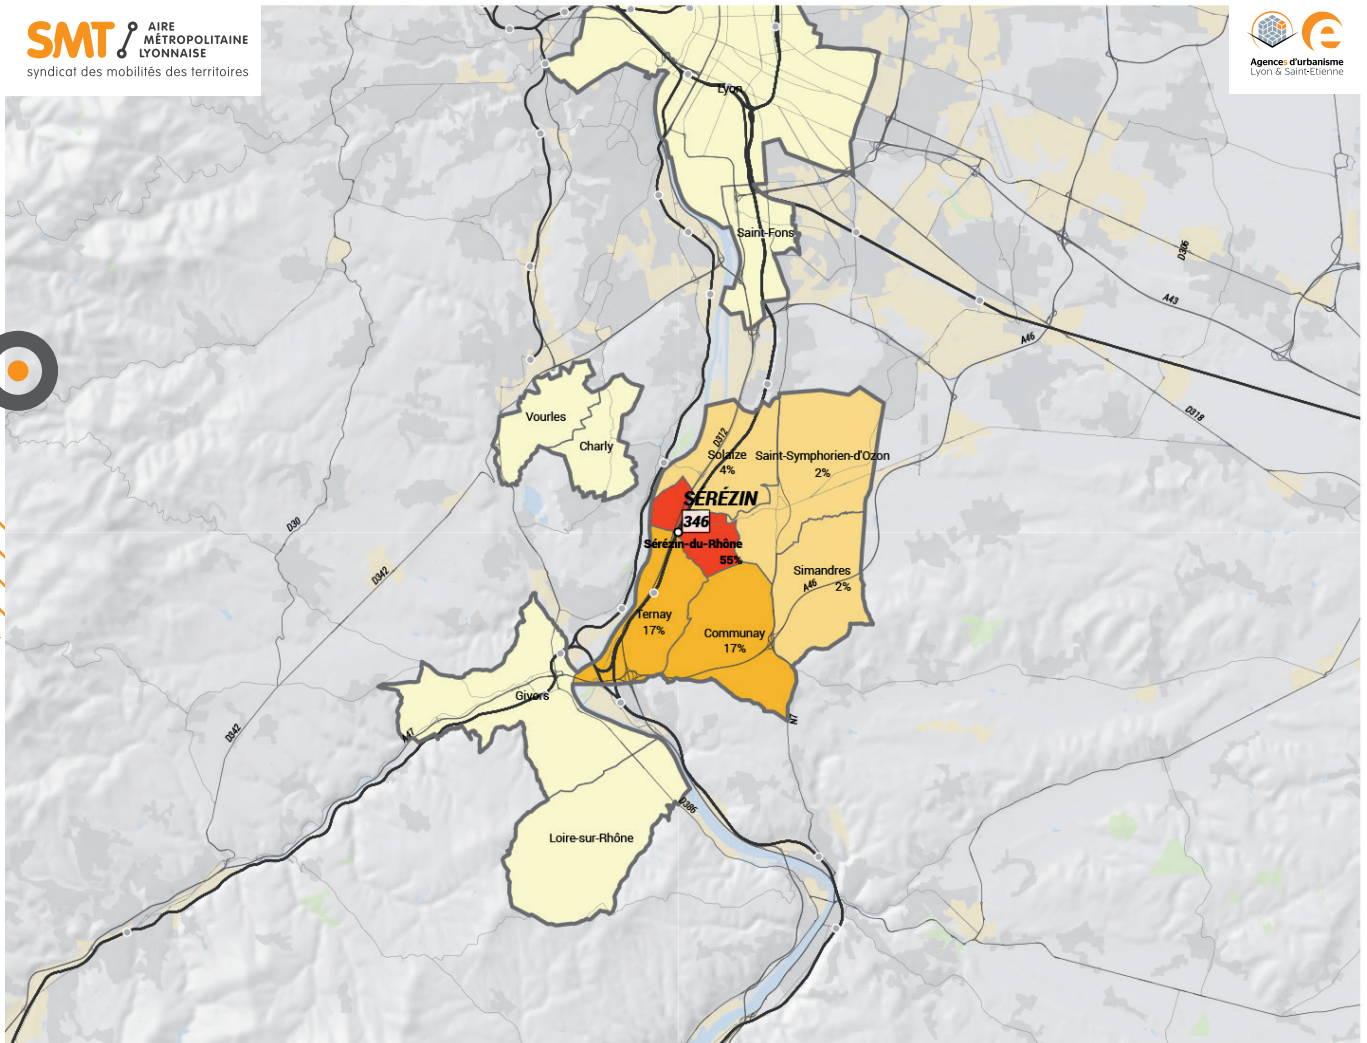 SMT
AIRE
MÉTROPOLITAINE
LYONNAISE
syndicat des mobilités des territoires
Agences d'urbanisme
Lyon & Saint-Etienne
Lyon
Saint-Fons
D306
A43
A46
D318
Vourles
Charly
D312
Solaize
4%
Saint-Symphorien-d'Ozon
2%
SÉRÉZIN
346
Sérézin-du-Rhône
55%
D30
D342
Simandres
2%
A46
Ternay
17%
Communay
17%
Givors
N7
D342
A47
D386
Loire-sur-Rhône